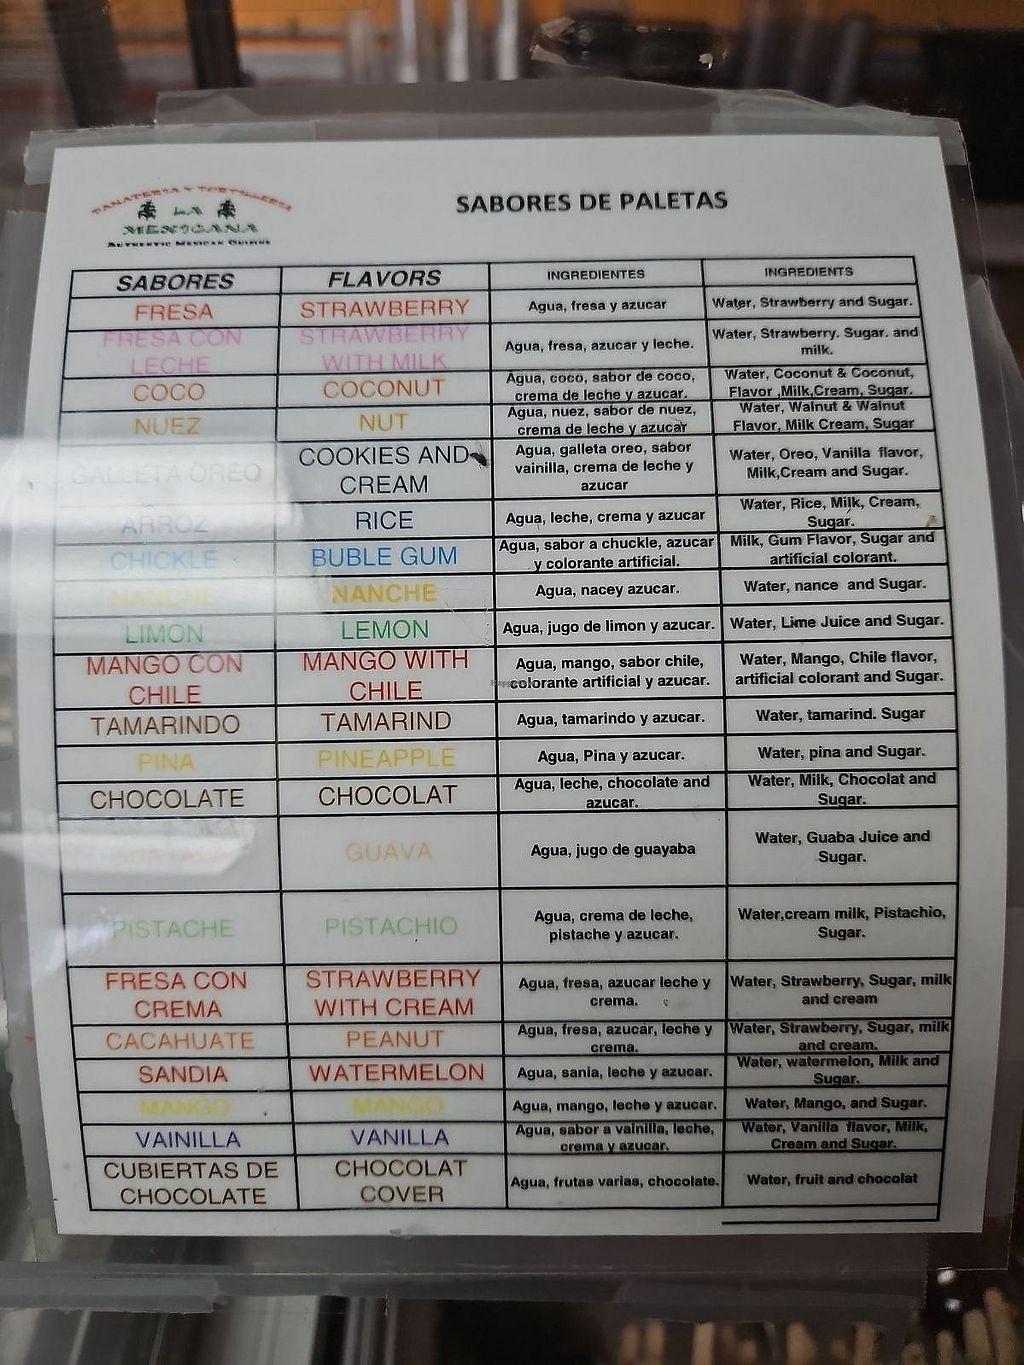 PANADERIA Y TORTILLERIA
LA
MEXICANA
AUTHENTIC MEXICAN CUISINE
SABORES DE PALETAS
SABORES FLAVORS INGREDIENTES INGREDIENTS
FRESA STRAWBERRY Agua, fresa y azucar Water, Strawberry and Sugar.
FRESA CON LECHE STRAWBERRY WITH MILK Agua, fresa, azucar y leche. Water, Strawberry. Sugar. and milk.
COCO COCONUT Agua, coco, sabor de coco, crema de leche y azucar. Water, Coconut & Coconut, Flavor ,Milk,Cream, Sugar.
NUEZ NUT Agua, nuez, sabor de nuez, crema de leche y azucar Water, Walnut & Walnut Flavor, Milk Cream, Sugar
GALLETA OREO COOKIES AND CREAM Agua, galleta oreo, sabor vainilla, crema de leche y azucar Water, Oreo, Vanilla flavor, Milk,Cream and Sugar.
ARROZ RICE Agua, leche, crema y azucar Water, Rice, Milk, Cream, Sugar.
CHICKLE BUBLE GUM Agua, sabor a chuckle, azucar y colorante artificial. Milk, Gum Flavor, Sugar and artificial colorant.
NANCHE NANCHE Agua, nacey azucar. Water, nance and Sugar.
LIMON LEMON Agua, jugo de limon y azucar. Water, Lime Juice and Sugar.
MANGO CON CHILE MANGO WITH CHILE Agua, mango, sabor chile, colorante artificial y azucar. Water, Mango, Chile flavor, artificial colorant and Sugar.
TAMARINDO TAMARIND Agua, tamarindo y azucar. Water, tamarind. Sugar
PINA PINEAPPLE Agua, Pina y azucar. Water, pina and Sugar.
CHOCOLATE CHOCOLAT Agua, leche, chocolate and azucar. Water, Milk, Chocolat and Sugar.
GUAVA Agua, jugo de guayaba Water, Guaba Juice and Sugar.
PISTACHE PISTACHIO Agua, crema de leche, pistache y azucar. Water,cream milk, Pistachio, Sugar.
FRESA CON CREMA STRAWBERRY WITH CREAM Agua, fresa, azucar leche y crema. Water, Strawberry, Sugar, milk and cream
CACAHUATE PEANUT Agua, fresa, azucar, leche y crema. Water, Strawberry, Sugar, milk and cream.
SANDIA WATERMELON Agua, sania, leche y azucar. Water, watermelon, Milk and Sugar.
MANGO MANGO Agua, mango, leche y azucar. Water, Mango, and Sugar.
VAINILLA VANILLA Agua, sabor a vainilla, leche, crema y azucar. Water, Vanilla flavor, Milk, Cream and Sugar.
CUBIERTAS DE CHOCOLATE CHOCOLAT COVER Agua, frutas varias, chocolate. Water, fruit and chocolat